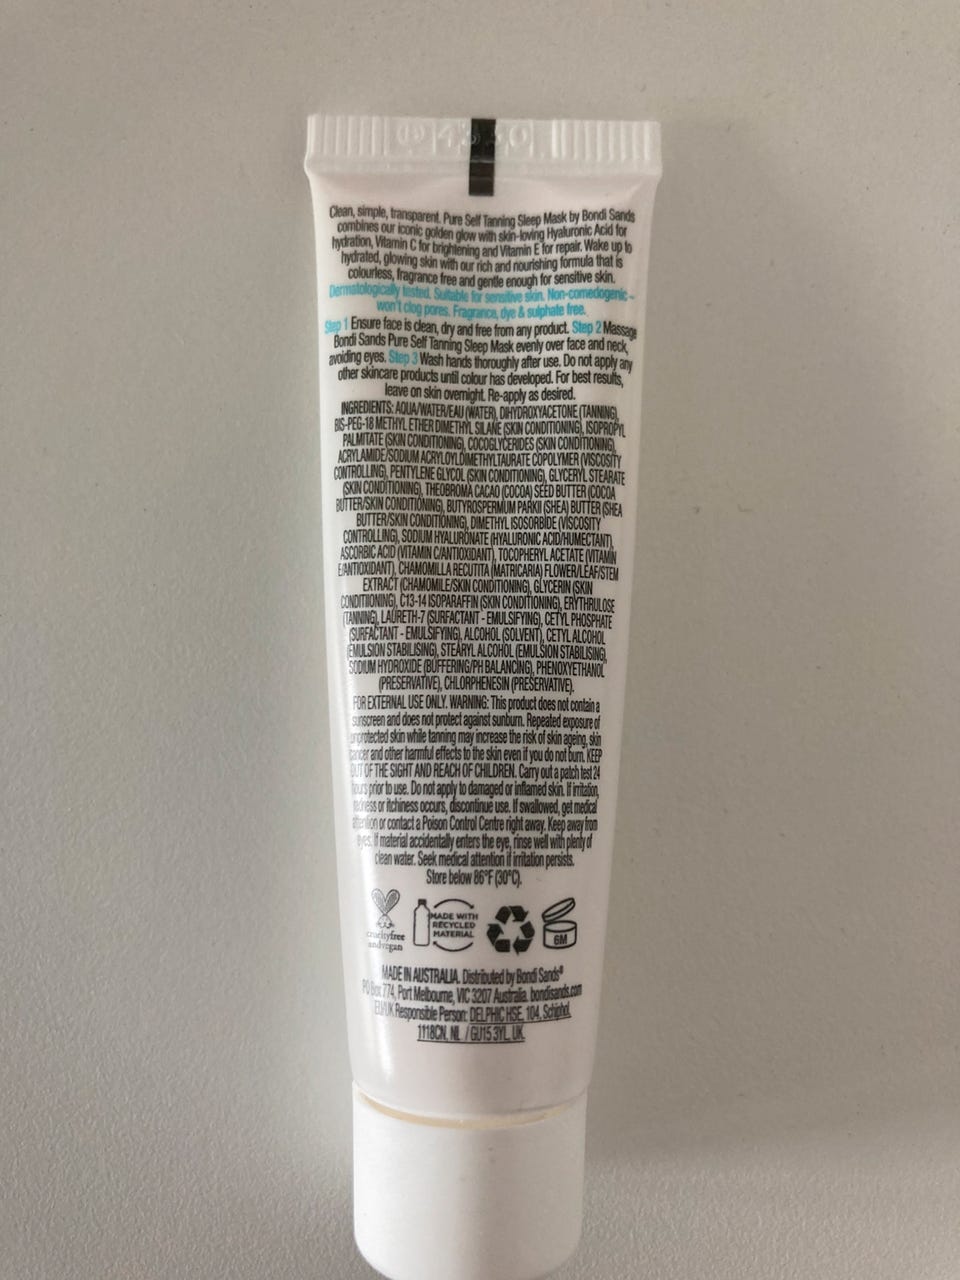 Clean, simple, transparent. Pure Self Tanning Sleep Mask by Bondi Sands
combines our iconic golden glow with skin-loving Hyaluronic Acid for
hydration, Vitamin C for brightening and Vitamin E for repair. Wake up to
hydrated, glowing skin with our rich and nourishing formula that is
colourless, fragrance free and gentle enough for sensitive skin.
Dermatologically tested. Suitable for sensitive skin. Non-comedogenic -
won't clog pores. Fragrance, dye & sulphate free.
Step 1 Ensure face is clean, dry and free from any product. Step 2 Massage
Bondi Sands Pure Self Tanning Sleep Mask evenly over face and neck,
avoiding eyes. Step 3 Wash hands thoroughly after use. Do not apply any
other skincare products until colour has developed. For best results,
leave on skin overnight. Re-apply as desired.
INGREDIENTS: AQUA/WATER/EAU (WATER), DIHYDROXYACETONE (TANNING),
BIS-PEG-18 METHYL ETHER DIMETHYL SILANE (SKIN CONDITIONING), ISOPROPYL
PALMITATE (SKIN CONDITIONING), COCOGLYCERIDES (SKIN CONDITIONING),
ACRYLAMIDE/SODIUM ACRYLOYLDIMETHYLTAURATE COPOLYMER (VISCOSITY
CONTROLLING), PENTYLENE GLYCOL (SKIN CONDITIONING), GLYCERYL STEARATE
(SKIN CONDITIONING), THEOBROMA CACAO (COCOA) SEED BUTTER (COCOA
BUTTER/SKIN CONDITIONING), BUTYROSPERMUM PARKII (SHEA) BUTTER (SHEA
BUTTER/SKIN CONDITIONING), DIMETHYL ISOSORBIDE (VISCOSITY
CONTROLLING), SODIUM HYALURONATE (HYALURONIC ACID/HUMECTANT),
ASCORBIC ACID (VITAMIN C/ANTIOXIDANT), TOCOPHERYL ACETATE (VITAMIN
E/ANTIOXIDANT), CHAMOMILLA RECUTITA (MATRICARIA) FLOWER/LEAF/STEM
EXTRACT (CHAMOMILE/SKIN CONDITIONING), GLYCERIN (SKIN
CONDITIIONING), C13-14 ISOPARAFFIN (SKIN CONDITIONING), ERYTHRULOSE
(TANNING), LAURETH-7 (SURFACTANT - EMULSIFYING), CETYL PHOSPHATE
(SURFACTANT - EMULSIFYING), ALCOHOL (SOLVENT), CETYL ALCOHOL
(EMULSION STABILISING), STEARYL ALCOHOL (EMULSION STABILISING),
SODIUM HYDROXIDE (BUFFERING/PH BALANCING), PHENOXYETHANOL
(PRESERVATIVE), CHLORPHENESIN (PRESERVATIVE).
FOR EXTERNAL USE ONLY. WARNING: This product does not contain a
sunscreen and does not protect against sunburn. Repeated exposure of
unprotected skin while tanning may increase the risk of skin ageing, skin
cancer and other harmful effects to the skin even if you do not burn. KEEP
OUT OF THE SIGHT AND REACH OF CHILDREN. Carry out a patch test 24
hours prior to use. Do not apply to damaged or inflamed skin. If irritation,
redness or itchiness occurs, discontinue use. If swallowed, get medical
attention or contact a Poison Control Centre right away. Keep away from
eyes. If material accidentally enters the eye, rinse well with plenty of
clean water. Seek medical attention if irritation persists.
Store below 86°F (30°C).
crueltyfree
andvegan
MADE WITH
RECYCLED
MATERIAL
6M
MADE IN AUSTRALIA. Distributed by Bondi Sands®
PO Box 774, Port Melbourne, VIC 3207 Australia. bondisands.com
EU/UK Responsible Person: DELPHIC HSE, 104, Schiphol,
1118CN, NL / GU15 3YL, UK.